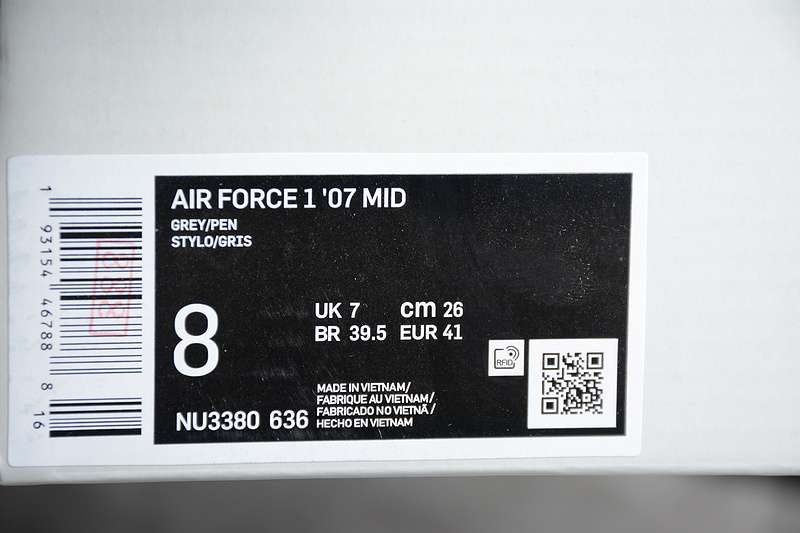 AIR FORCE 1 '07 MID
GREY/PEN
STYLO/GRIS
8
UK 7 cm 26
BR 39.5 EUR 41
RFID
NU3380 636
MADE IN VIETNAM/
FABRIQUE AU VIETNAM/
FABRICADO NO VIETNÃ /
HECHO EN VIETNAM
1 93154 46788 8 16